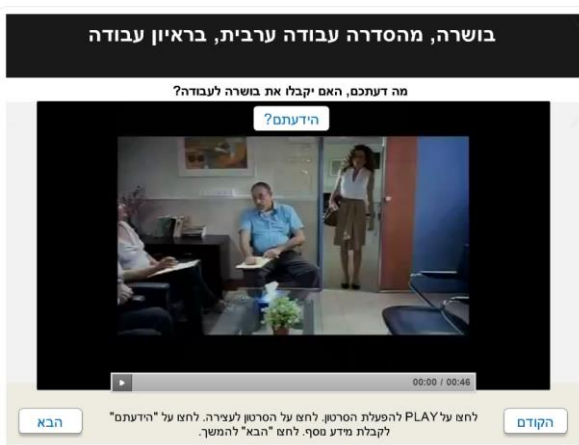 בושרה, מהסדרה עבודה ערבית, בראיון עבודה
מה דעתכם, האם יקבלו את בושרה לעבודה?
הידעתם?
00:00 / 00:46
הקודם
לחצו על PLAY להפעלת הסרטון. לחצו על הסרטון לעצירה. לחצו על "הידעתם"
לקבלת מידע נוסף. לחצו "הבא" להמשך.
הבא